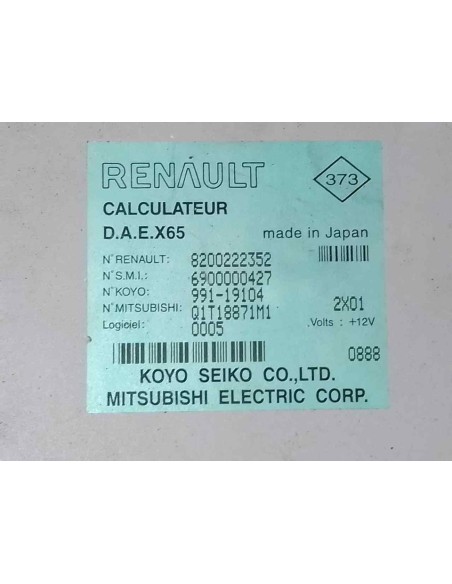 RENAULT
373
CALCULATEUR
D.A.E.X65 made in Japan
N° RENAULT: 8200222352
N° S.M.I.: 6900000427
N° KOYO: 991-19104
N° MITSUBISHI: Q1T18871M1 2X01
Logiciel: 0005 Volts : +12V
0888
KOYO SEIKO CO.,LTD.
MITSUBISHI ELECTRIC CORP.